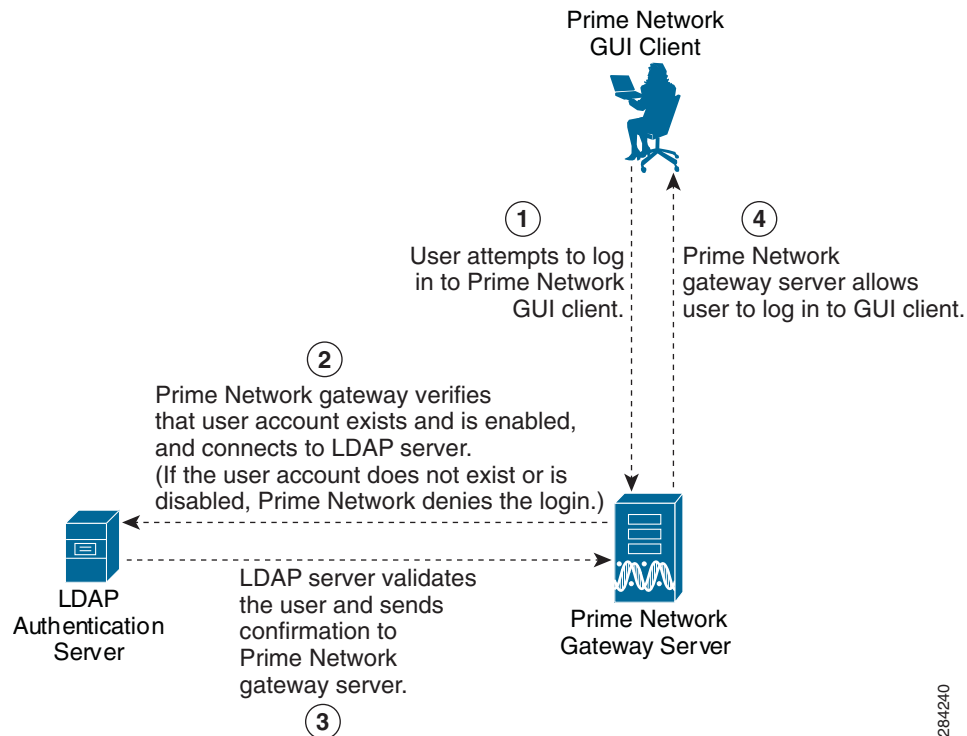 Prime Network
GUI Client
1
User attempts to log
in to Prime Network
GUI client.
4
Prime Network
gateway server allows
user to log in to GUI client.
2
Prime Network gateway verifies
that user account exists and is enabled,
and connects to LDAP server.
(If the user account does not exist or is
disabled, Prime Network denies the login.)
LDAP
Authentication
Server
LDAP server validates
the user and sends
confirmation to
Prime Network
gateway server.
3
Prime Network
Gateway Server
284240